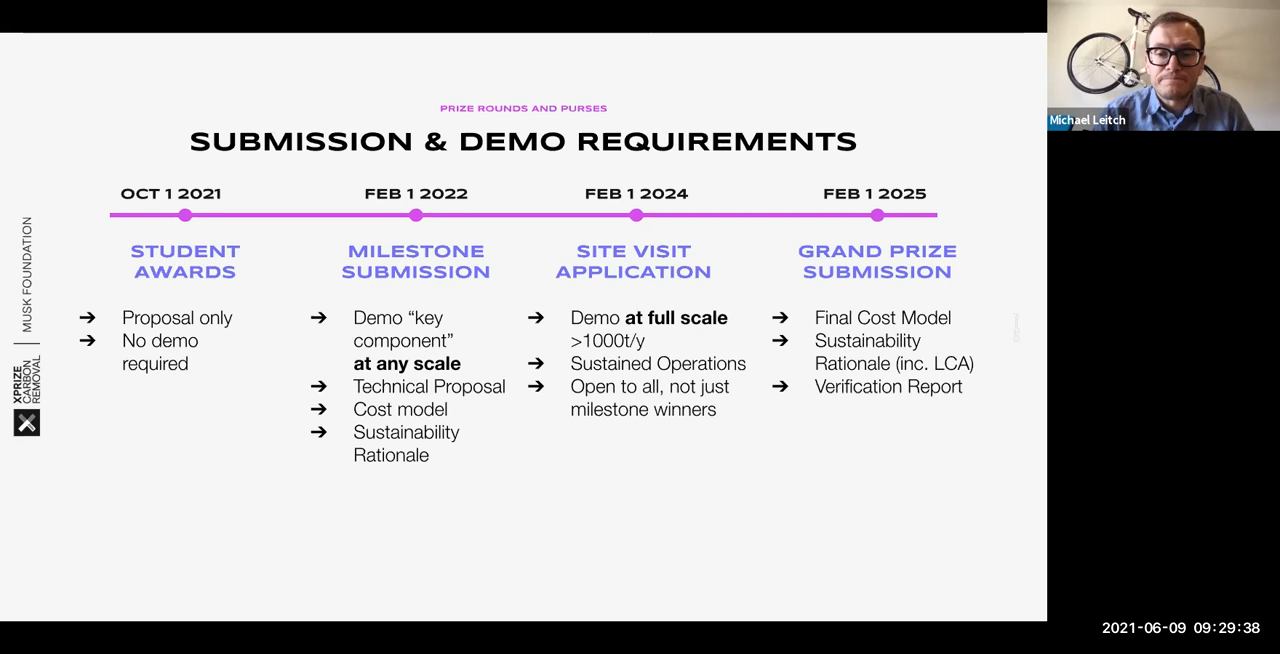 PRIZE ROUNDS AND PURSES
SUBMISSION & DEMO REQUIREMENTS
OCT 1 2021
FEB 1 2022
FEB 1 2024
FEB 1 2025
STUDENT
AWARDS
➔ Proposal only
➔ No demo
required
MILESTONE
SUBMISSION
➔ Demo “key
component”
at any scale
➔ Technical Proposal
➔ Cost model
➔ Sustainability
Rationale
SITE VISIT
APPLICATION
➔ Demo at full scale
>1000t/y
➔ Sustained Operations
➔ Open to all, not just
milestone winners
GRAND PRIZE
SUBMISSION
➔ Final Cost Model
➔ Sustainability
Rationale (inc. LCA)
➔ Verification Report
XPRIZE
CARBON
REMOVAL
MUSK FOUNDATION
Michael Leitch
2021-06-09 09:29:38